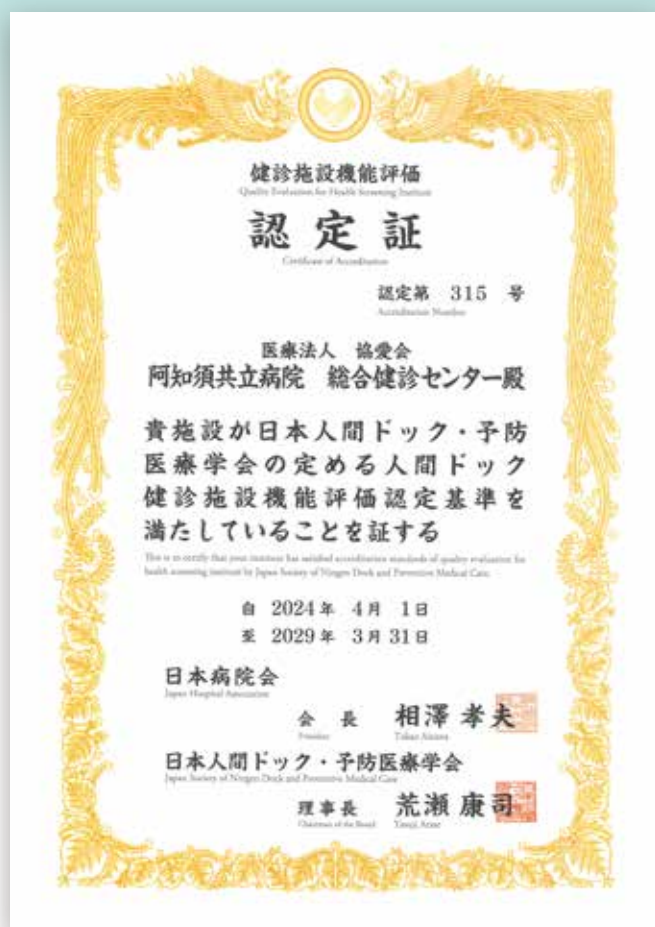 健診施設機能評価
Quality Evaluation for Health Screening Institute
認定証
Certificate of Accreditation
認定第 315 号
Accreditation Number
医療法人 協愛会
阿知須共立病院 総合健診センター殿
貴施設が日本人間ドック・予防
医療学会の定める人間ドック
健診施設機能評価認定基準を
満たしていることを証する
This is to certify that your institute has satisfied accreditation standards of quality evaluation for
health screening institute by Japan Society of Ningen Dock and Preventive Medical Care.
自 2024年 4月 1日
至 2029年 3月31日
日本病院会
Japan Hospital Association
会長 相澤孝夫
President Takao Aizawa
日本人間ドック・予防医療学会
Japan Society of Ningen Dock and Preventive Medical Care
理事長 荒瀬康司
Chairman of the Board Yasuji Arase